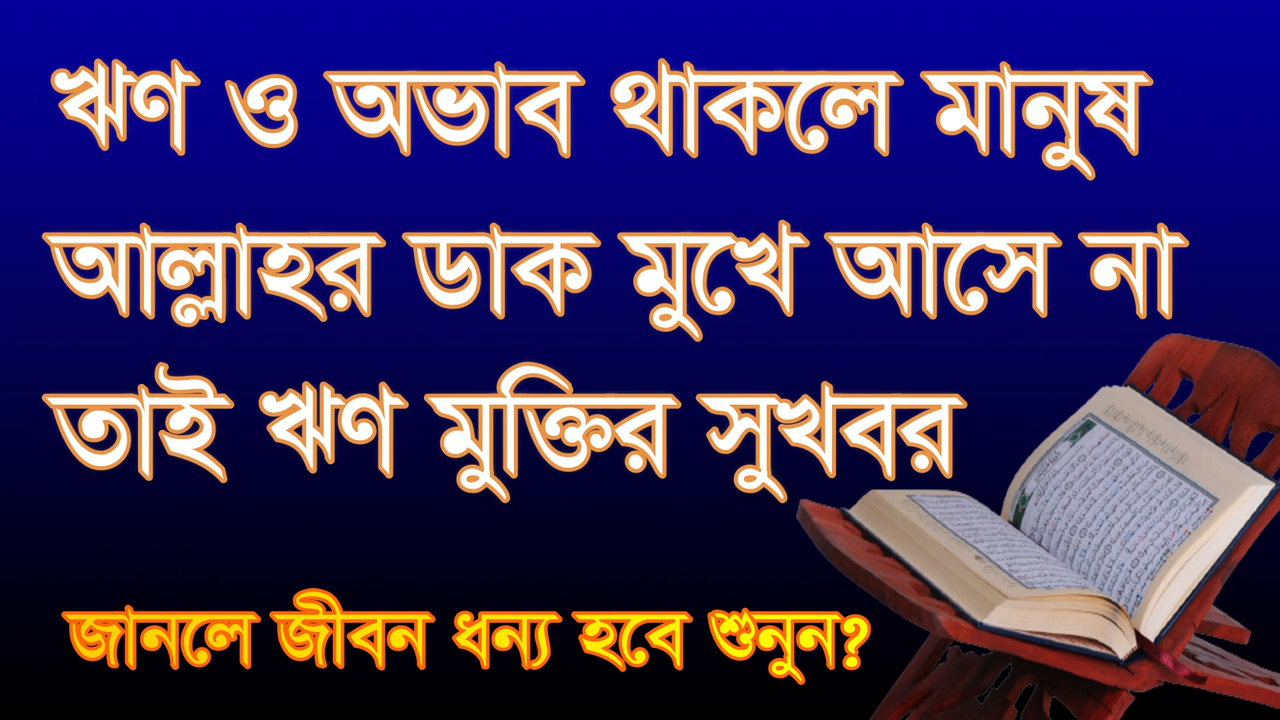 ঋণ ও অভাব থাকলে মানুষ
আল্লাহর ডাক মুখে আসে না
তাই ঋণ মুক্তির সুখবর
জানলে জীবন ধন্য হবে শুনুন?